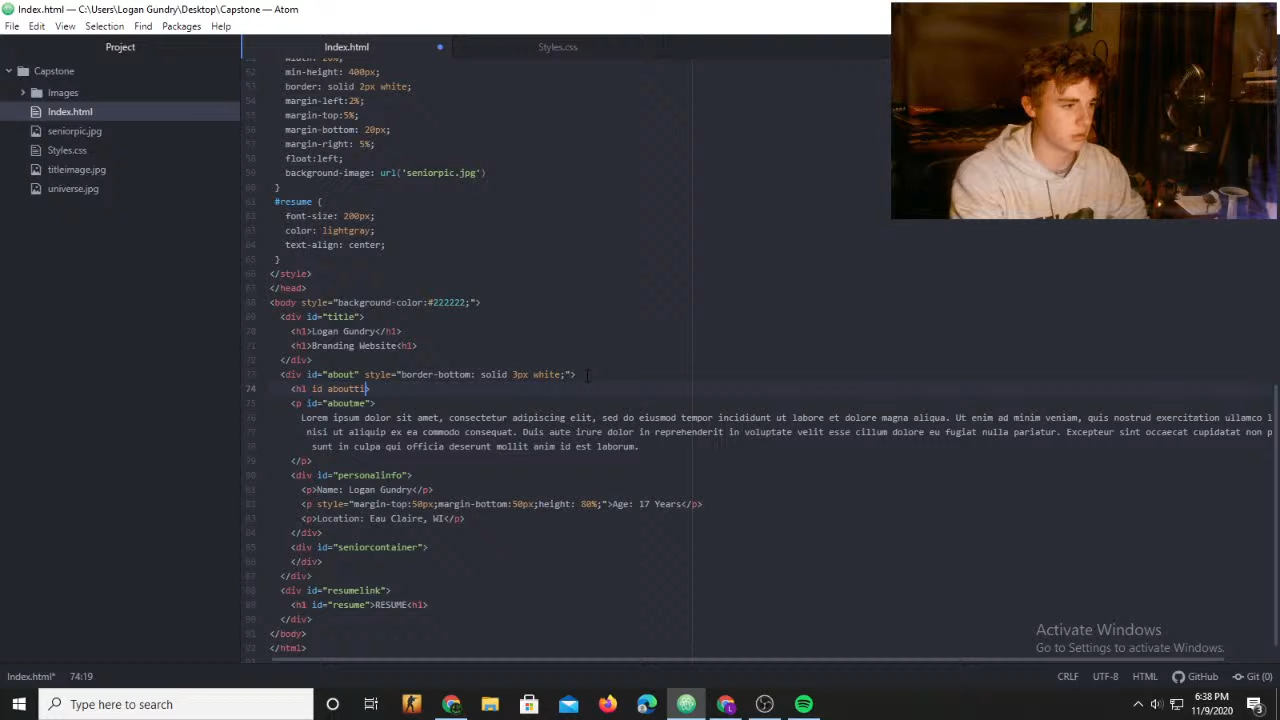 Index.html — C:\Users\Logan Gundry\Desktop\Capstone — Atom
File Edit View Selection Find Packages Help
Project
Index.html
Styles.css
Capstone
Images
Index.html
seniorpic.jpg
Styles.css
titleimage.jpg
universe.jpg
min-height: 400px;
border: solid 2px white;
margin-left:2%;
margin-top:5%;
margin-bottom: 20px;
margin-right: 5%;
float:left;
background-image: url('seniorpic.jpg')
}
#resume {
font-size: 200px;
color: lightgray;
text-align: center;
}
</style>
</head>
<body style="background-color:#222222;">
<div id="title">
<h1>Logan Gundry</h1>
<h1>Branding Website<h1>
</div>
<div id="about" style="border-bottom: solid 3px white;">
74 <h1 id aboutti>
<p id="aboutme">
Lorem ipsum dolor sit amet, consectetur adipiscing elit, sed do eiusmod tempor incididunt ut labore et dolore magna aliqua. Ut enim ad minim veniam, quis nostrud exercitation ullamco l
nisi ut aliquip ex ea commodo consequat. Duis aute irure dolor in reprehenderit in voluptate velit esse cillum dolore eu fugiat nulla pariatur. Excepteur sint occaecat cupidatat non p
sunt in culpa qui officia deserunt mollit anim id est laborum.
</p>
<div id="personalinfo">
<p>Name: Logan Gundry</p>
<p style="margin-top:50px;margin-bottom:50px;height: 80%;">Age: 17 Years</p>
<p>Location: Eau Claire, WI</p>
</div>
<div id="seniorcontainer">
</div>
</div>
<div id="resumelink">
<h1 id="resume">RESUME<h1>
</div>
</body>
</html>
Activate Windows
Go to Settings to activate Windows.
Index.html* 74:19 CRLF UTF-8 HTML GitHub Git (0)
Type here to search
6:38 PM
11/9/2020
3